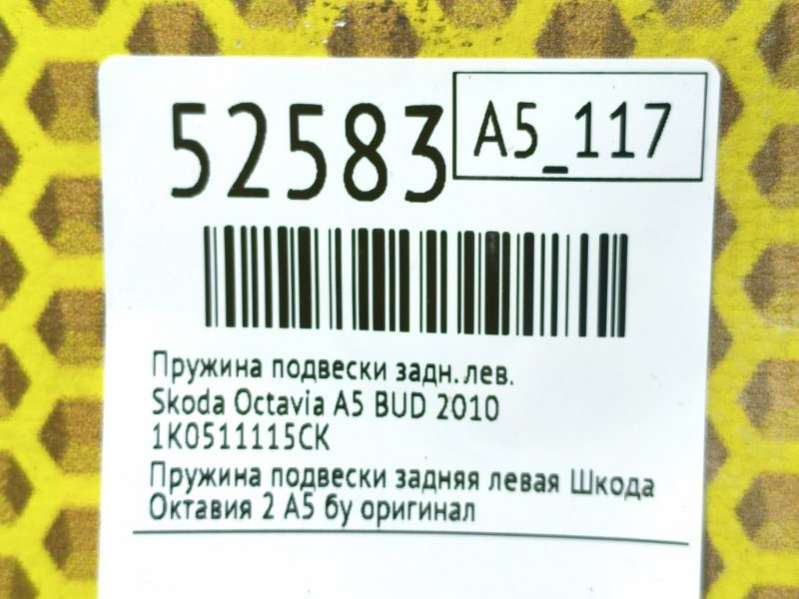 52583
A5_117
Пружина подвески задн.лев.
Skoda Octavia A5 BUD 2010
1K0511115CK
Пружина подвески задняя левая Шкода
Октавия 2 А5 бу оригинал